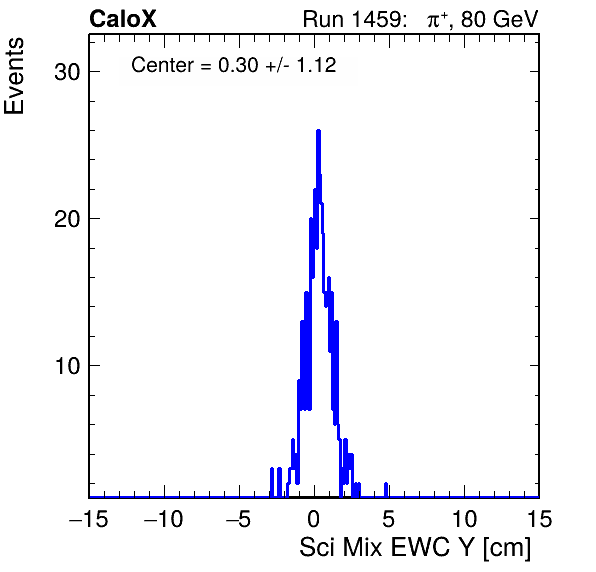 CaloX
Run 1459: π⁺, 80 GeV
Events
Center = 0.30 +/- 1.12
30
20
10
−15 −10 −5 0 5 10 15
Sci Mix EWC Y [cm]